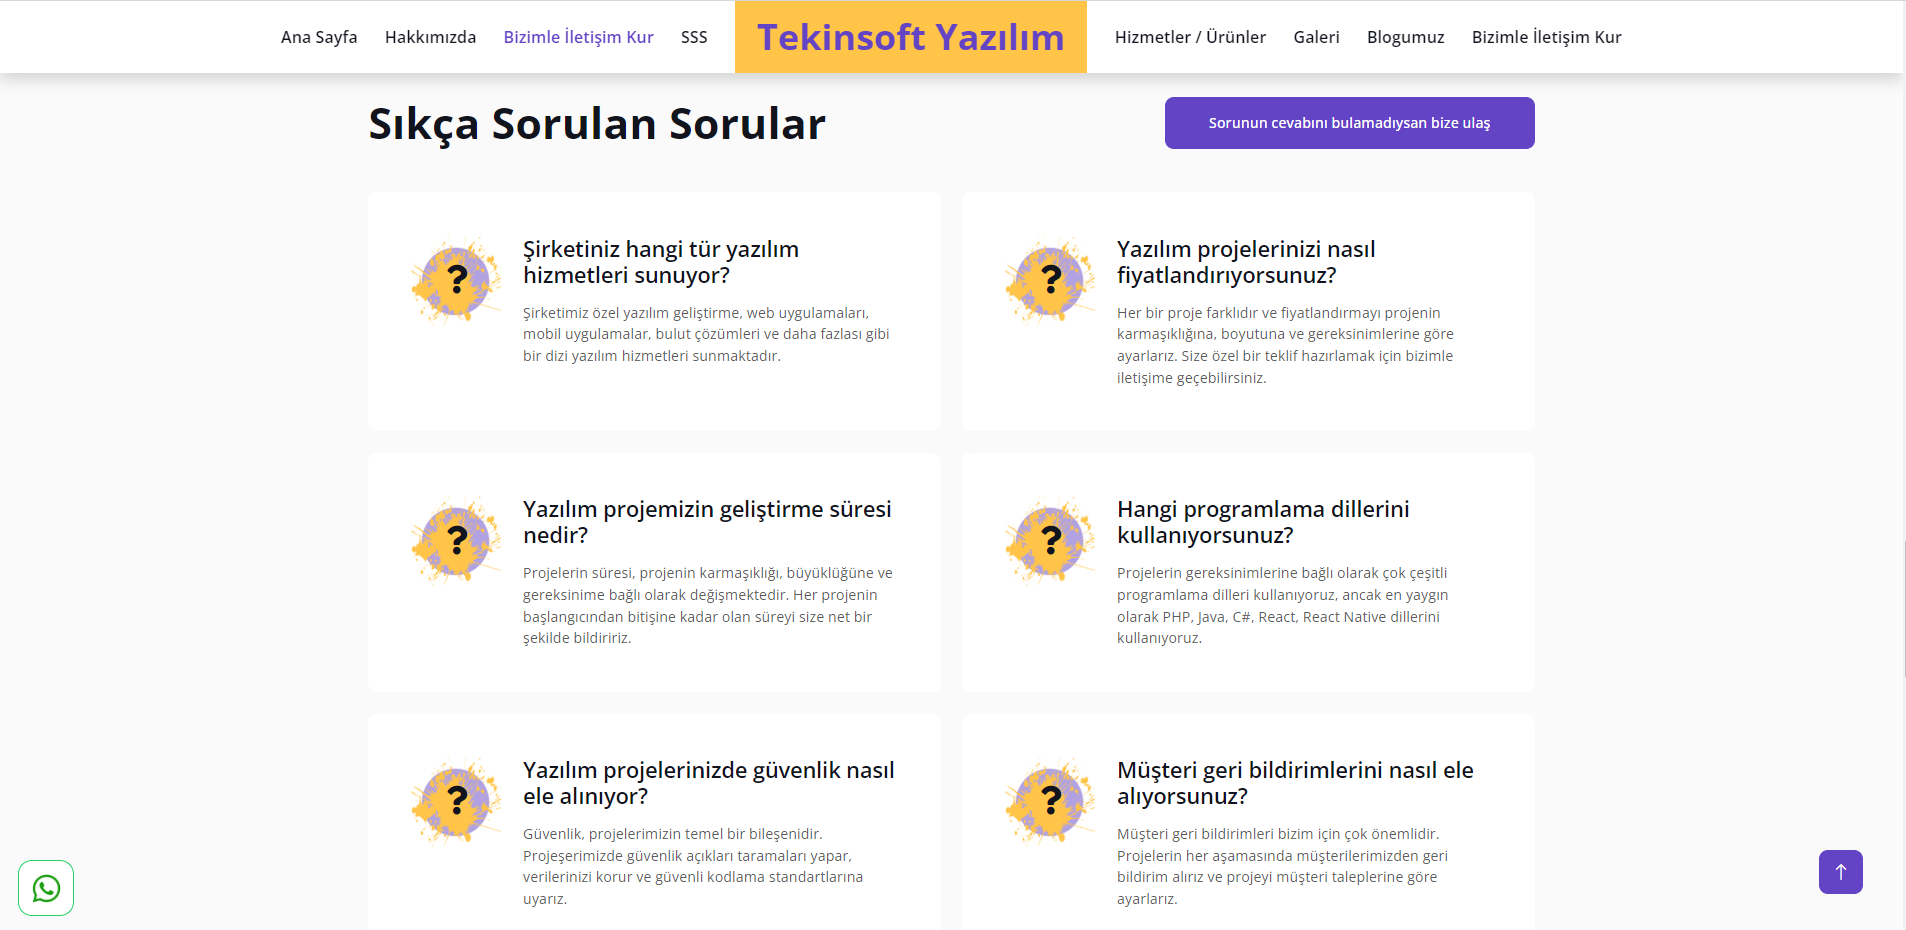 Ana Sayfa
Hakkımızda
Bizimle İletişim Kur
SSS
Tekinsoft Yazılım
Hizmetler / Ürünler
Galeri
Blogumuz
Bizimle İletişim Kur
Sıkça Sorulan Sorular
Sorunun cevabını bulamadıysan bize ulaş
?
Şirketiniz hangi tür yazılım
hizmetleri sunuyor?
Şirketimiz özel yazılım geliştirme, web uygulamaları,
mobil uygulamalar, bulut çözümleri ve daha fazlası gibi
bir dizi yazılım hizmetleri sunmaktadır.
?
Yazılım projelerinizi nasıl
fiyatlandırıyorsunuz?
Her bir proje farklıdır ve fiyatlandırmayı projenin
karmaşıklığına, boyutuna ve gereksinimlerine göre
ayarlarız. Size özel bir teklif hazırlamak için bizimle
iletişime geçebilirsiniz.
?
Yazılım projemizin geliştirme süresi
nedir?
Projelerin süresi, projenin karmaşıklığı, büyüklüğüne ve
gereksinime bağlı olarak değişmektedir. Her projenin
başlangıcından bitişine kadar olan süreyi size net bir
şekilde bildiririz.
?
Hangi programlama dillerini
kullanıyorsunuz?
Projelerin gereksinimlerine bağlı olarak çok çeşitli
programlama dilleri kullanıyoruz, ancak en yaygın
olarak PHP, Java, C#, React, React Native dillerini
kullanıyoruz.
?
Yazılım projelerinizde güvenlik nasıl
ele alınıyor?
Güvenlik, projelerimizin temel bir bileşenidir.
Projeşerimizde güvenlik açıkları taramaları yapar,
verilerinizi korur ve güvenli kodlama standartlarına
uyarız.
?
Müşteri geri bildirimlerini nasıl ele
alıyorsunuz?
Müşteri geri bildirimleri bizim için çok önemlidir.
Projelerin her aşamasında müşterilerimizden geri
bildirim alırız ve projeyi müşteri taleplerine göre
ayarlarız.